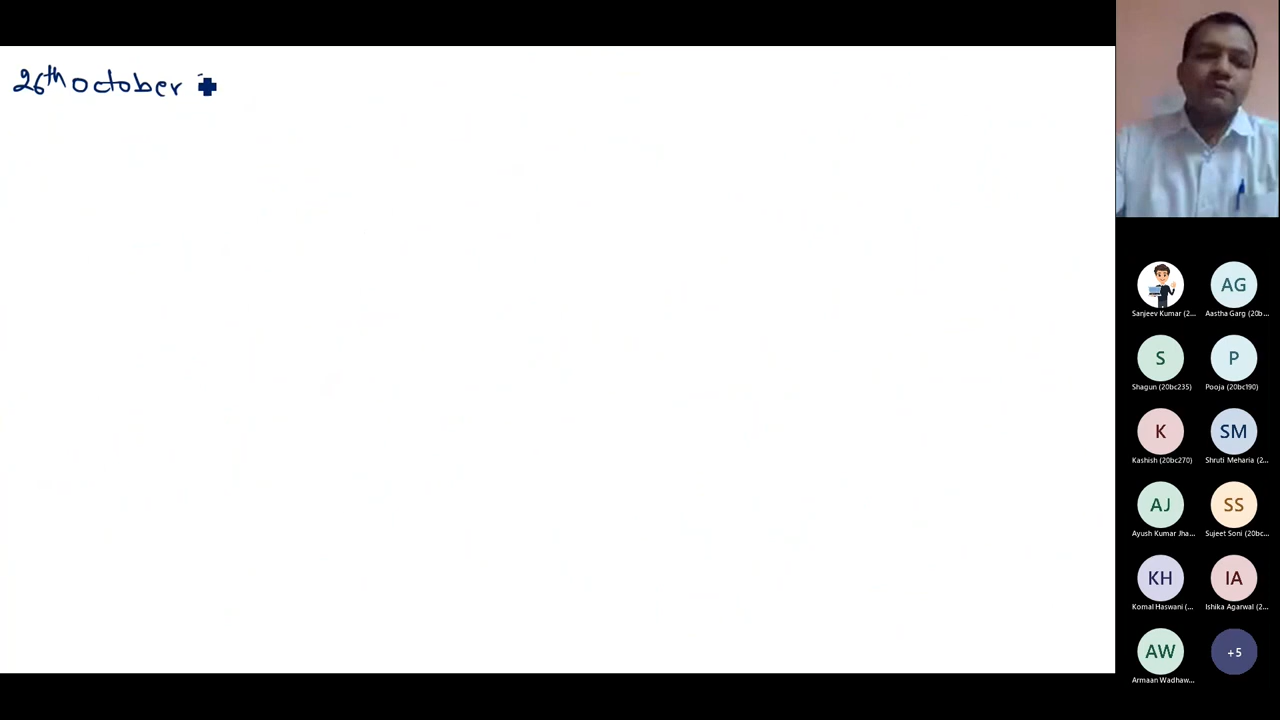 26th October
Sanjeev Kumar (2...
AG
Aastha Garg (20b...
S
Shagun (20bc235)
P
Pooja (20bc190)
K
Kashish (20bc270)
SM
Shruti Meharia (2...
AJ
Ayush Kumar Jha...
SS
Sujeet Soni (20bc...
KH
Komal Haswani (...
IA
Ishika Agarwal (2...
AW
Armaan Wadhaw...
+5